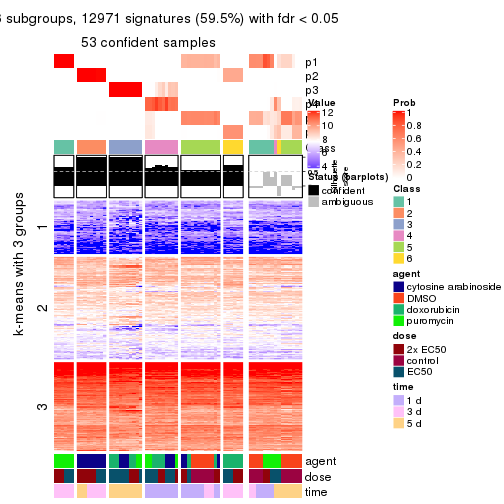 subgroups, 12971 signatures (59.5%) with fdr < 0.05
53 confident samples
p1
p2
p3
Value
12
10
8
6
4
Status (barplots)
confident
ambiguous
k-means with 3 groups
1
2
3
agent
dose
time
Prob
1
0.8
0.6
0.4
0.2
0
Class
1
2
3
4
5
6
agent
cytosine arabinoside
DMSO
doxorubicin
puromycin
dose
2x EC50
control
EC50
time
1 d
3 d
5 d